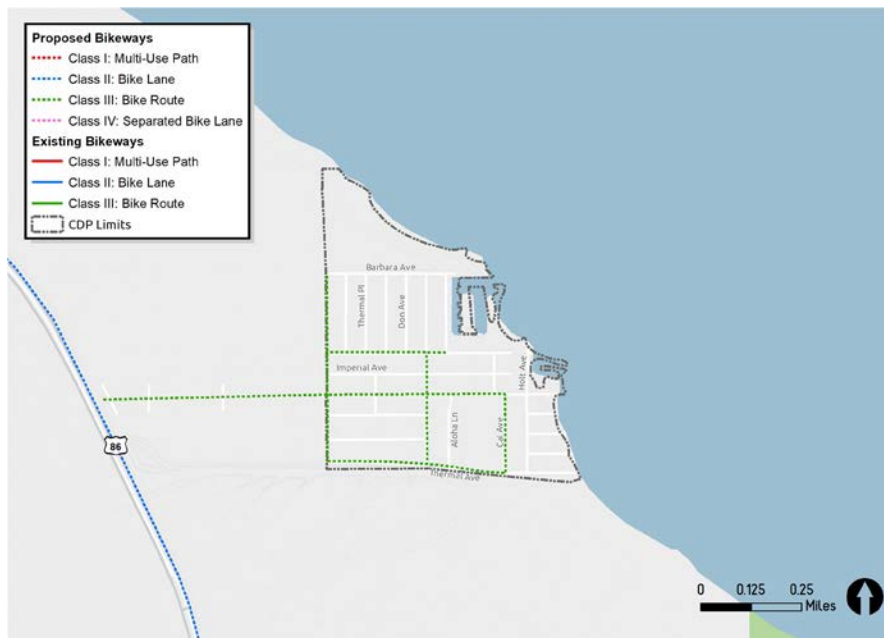 Proposed Bikeways
Class I: Multi-Use Path
Class II: Bike Lane
Class III: Bike Route
Class IV: Separated Bike Lane
Existing Bikeways
Class I: Multi-Use Path
Class II: Bike Lane
Class III: Bike Route
CDP Limits
Barbara Ave
Thermal Pl
Don Ave
Imperial Ave
Holt Ave
Aloha Ln
Cal Ave
86
Thermal Ave
0 0.125 0.25
Miles